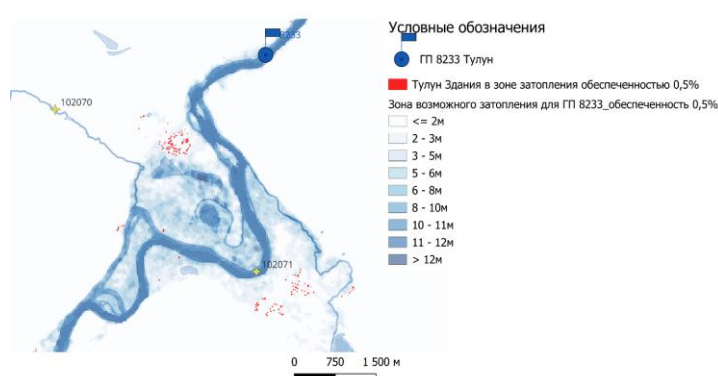 8233
102070
102071
Условные обозначения
ГП 8233 Тулун
Тулун Здания в зоне затопления обеспеченностью 0,5%
Зона возможного затопления для ГП 8233_обеспеченность 0,5%
<= 2м
2 - 3м
3 - 5м
5 - 6м
6 - 8м
8 - 10м
10 - 11м
11 - 12м
> 12м
0 750 1 500 м